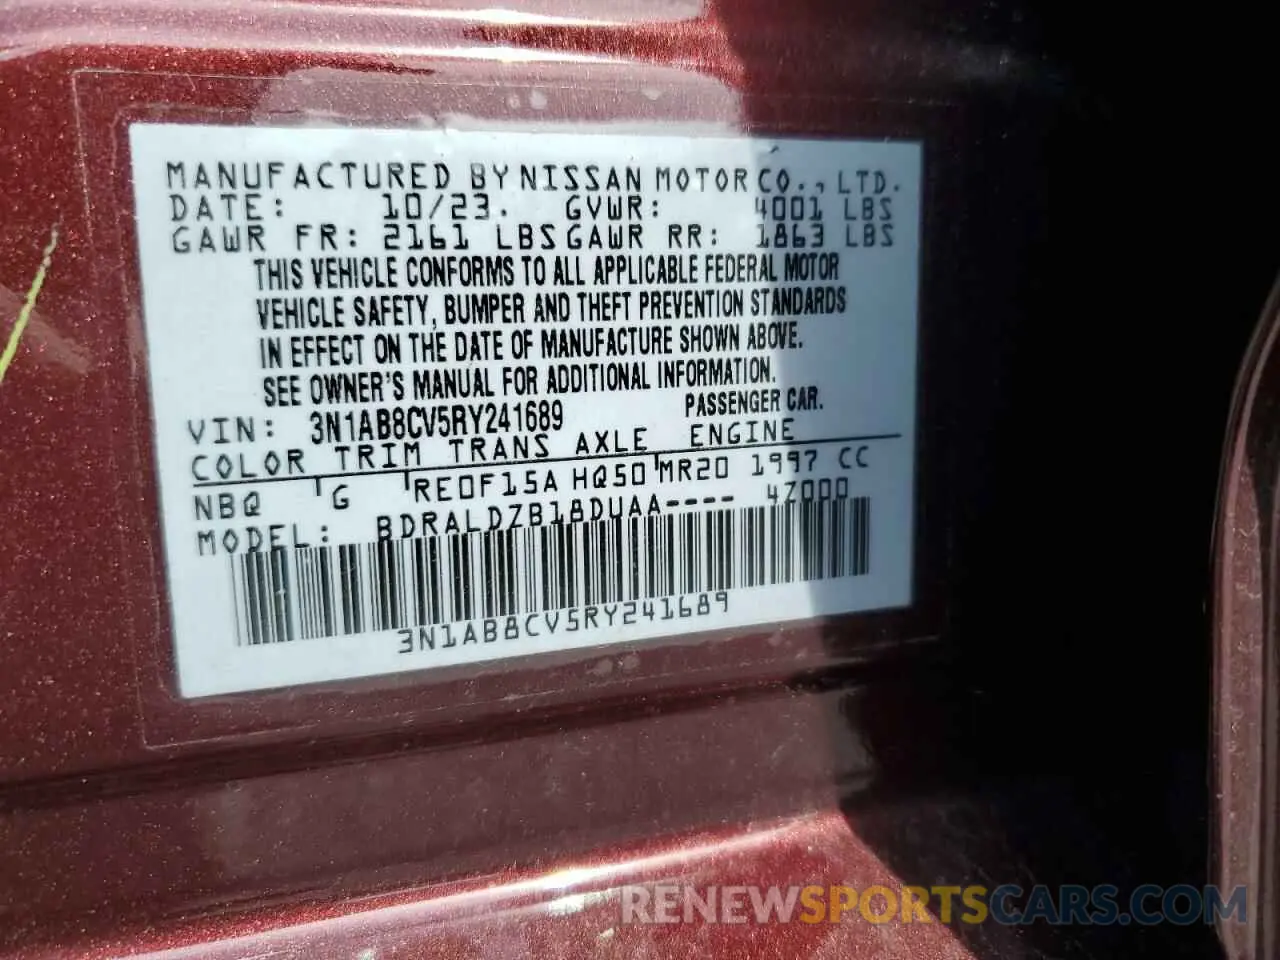 MANUFACTURED BY NISSAN MOTOR CO., LTD.
DATE: 10/23. GVWR: 4001 LBS
GAWR FR: 2161 LBS GAWR RR: 1863 LBS
THIS VEHICLE CONFORMS TO ALL APPLICABLE FEDERAL MOTOR
VEHICLE SAFETY, BUMPER AND THEFT PREVENTION STANDARDS
IN EFFECT ON THE DATE OF MANUFACTURE SHOWN ABOVE.
SEE OWNER'S MANUAL FOR ADDITIONAL INFORMATION.
VIN: 3N1AB8CV5RY241689 PASSENGER CAR.
COLOR TRIM TRANS AXLE ENGINE
NBQ G RE0F15A HQ50 MR20 1997 CC
MODEL: BDRALDZB18DUAA---- 4Z000
3N1AB8CV5RY241689
RENEWSPORTSCARS.COM